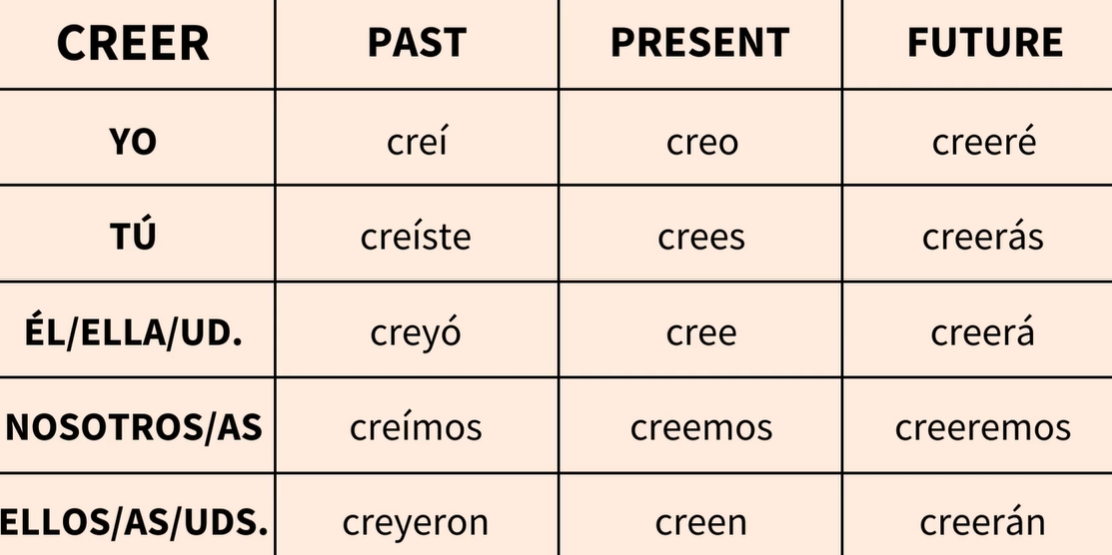 CREER PAST PRESENT FUTURE
YO creí creo creeré
TÚ creíste crees creerás
ÉL/ELLA/UD. creyó cree creerá
NOSOTROS/AS creímos creemos creeremos
ELLOS/AS/UDS. creyeron creen creerán